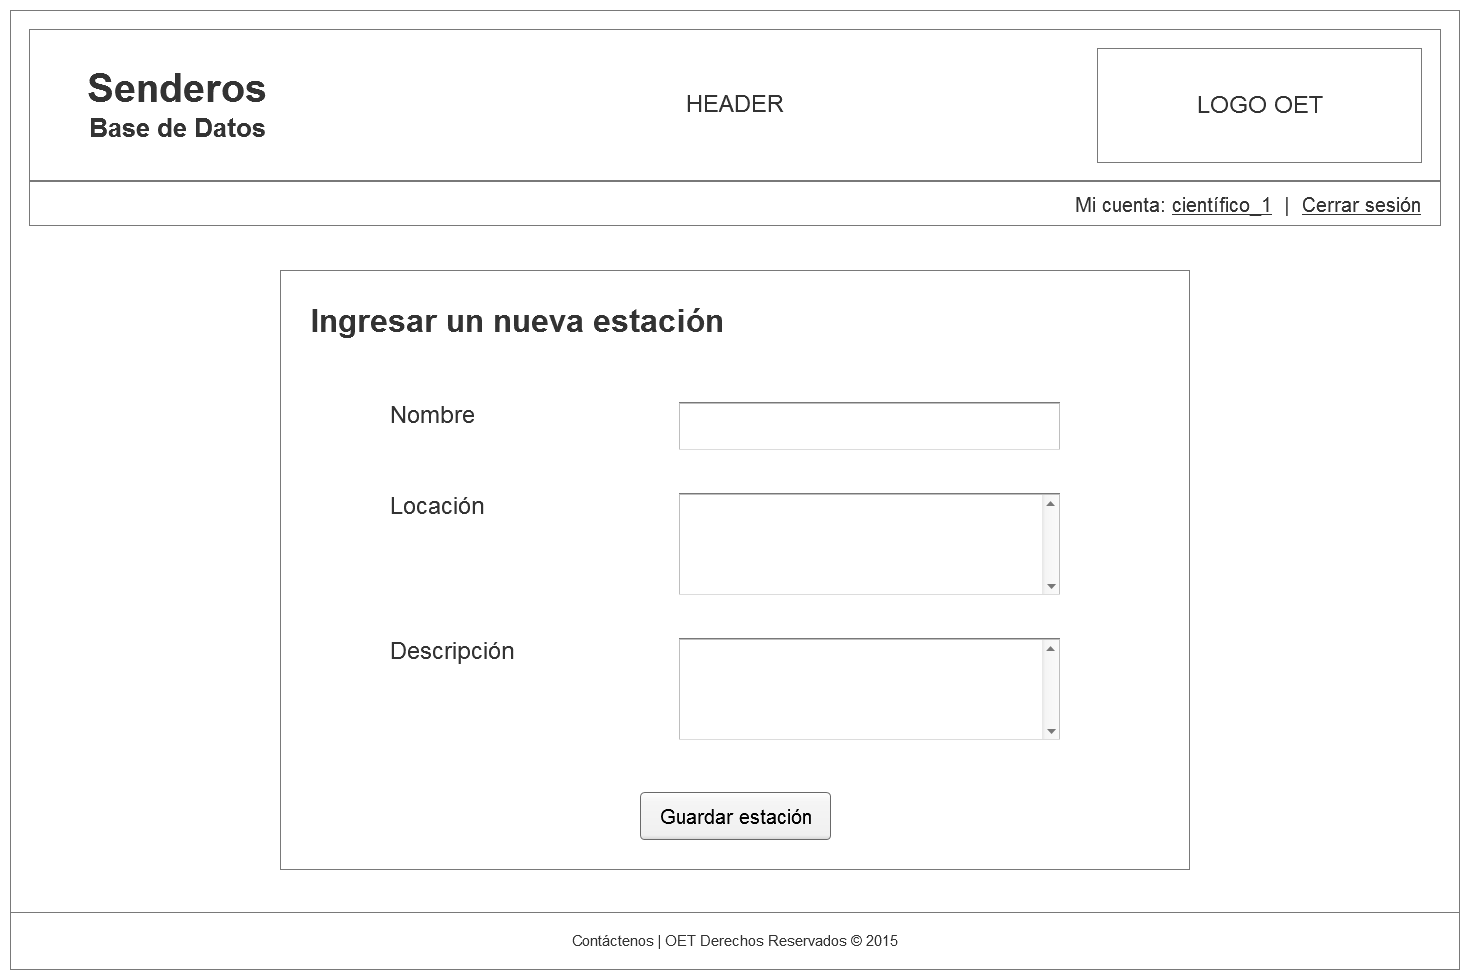 Senderos
Base de Datos
HEADER
LOGO OET
Mi cuenta: científico_1 | Cerrar sesión
Ingresar un nueva estación
Nombre
Locación
Descripción
Guardar estación
Contáctenos | OET Derechos Reservados © 2015